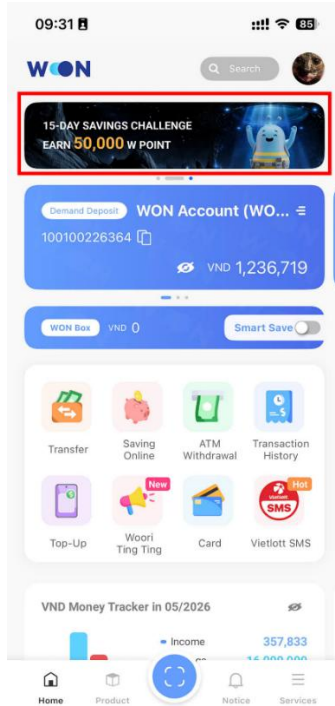 09:31
85
WON
Search
15-DAY SAVINGS CHALLENGE
EARN 50,000 W POINT
Demand Deposit WON Account (WO...
100100226364
VND 1,236,719
WON Box VND 0 Smart Save
Transfer
Saving Online
ATM Withdrawal
Transaction History
New
Hot
Vietlott
SMS
Top-Up
Woori Ting Ting
Card
Vietlott SMS
VND Money Tracker in 05/2026
Income 357,833
Home
Product
Notice
Services